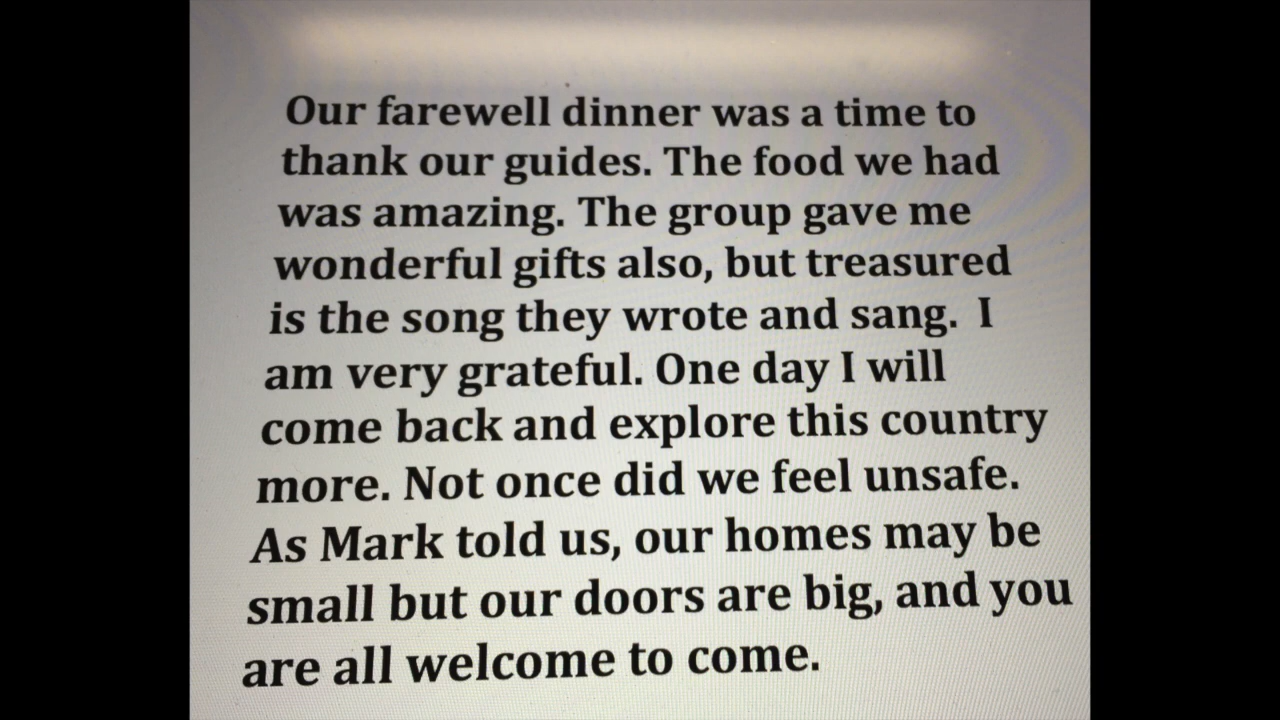 Our farewell dinner was a time to
thank our guides. The food we had
was amazing. The group gave me
wonderful gifts also, but treasured
is the song they wrote and sang.  I
am very grateful. One day I will
come back and explore this country
more. Not once did we feel unsafe.
As Mark told us, our homes may be
small but our doors are big, and you
are all welcome to come.